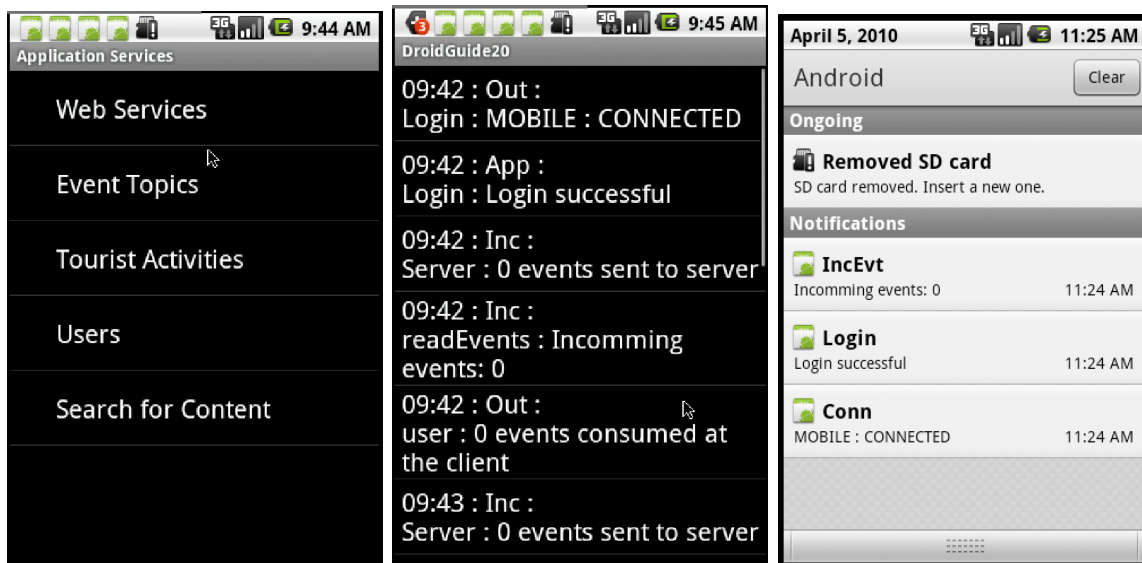 3G 9:44 AM
Application Services
Web Services
Event Topics
Tourist Activities
Users
Search for Content
3 3G 9:45 AM
DroidGuide20
09:42 : Out :
Login : MOBILE : CONNECTED
09:42 : App :
Login : Login successful
09:42 : Inc :
Server : 0 events sent to server
09:42 : Inc :
readEvents : Incomming
events: 0
09:42 : Out :
user : 0 events consumed at
the client
09:43 : Inc :
Server : 0 events sent to server
April 5, 2010 3G 11:25 AM
Android Clear
Ongoing
Removed SD card
SD card removed. Insert a new one.
Notifications
IncEvt
Incomming events: 0 11:24 AM
Login
Login successful 11:24 AM
Conn
MOBILE : CONNECTED 11:24 AM